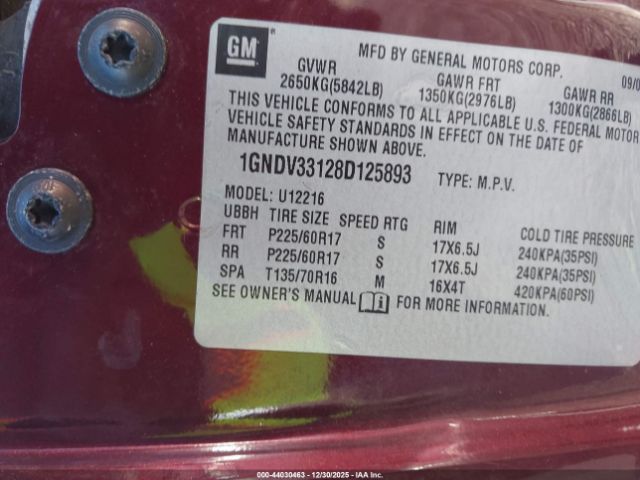 GM
MFD BY GENERAL MOTORS CORP. 09/0
GVWR GAWR FRT GAWR RR
2650KG(5842LB) 1350KG(2976LB) 1300KG(2866LB)
THIS VEHICLE CONFORMS TO ALL APPLICABLE U.S. FEDERAL MOTOR
VEHICLE SAFETY STANDARDS IN EFFECT ON THE DATE OF
MANUFACTURE SHOWN ABOVE.
1GNDV33128D125893 TYPE: M.P.V.
MODEL: U12216
UBBH TIRE SIZE SPEED RTG RIM COLD TIRE PRESSURE
FRT P225/60R17 S 17X6.5J 240KPA(35PSI)
RR P225/60R17 S 17X6.5J 240KPA(35PSI)
SPA T135/70R16 M 16X4T 420KPA(60PSI)
SEE OWNER'S MANUAL FOR MORE INFORMATION.
000-44030463 - 12/30/2025 - IAAI.COM